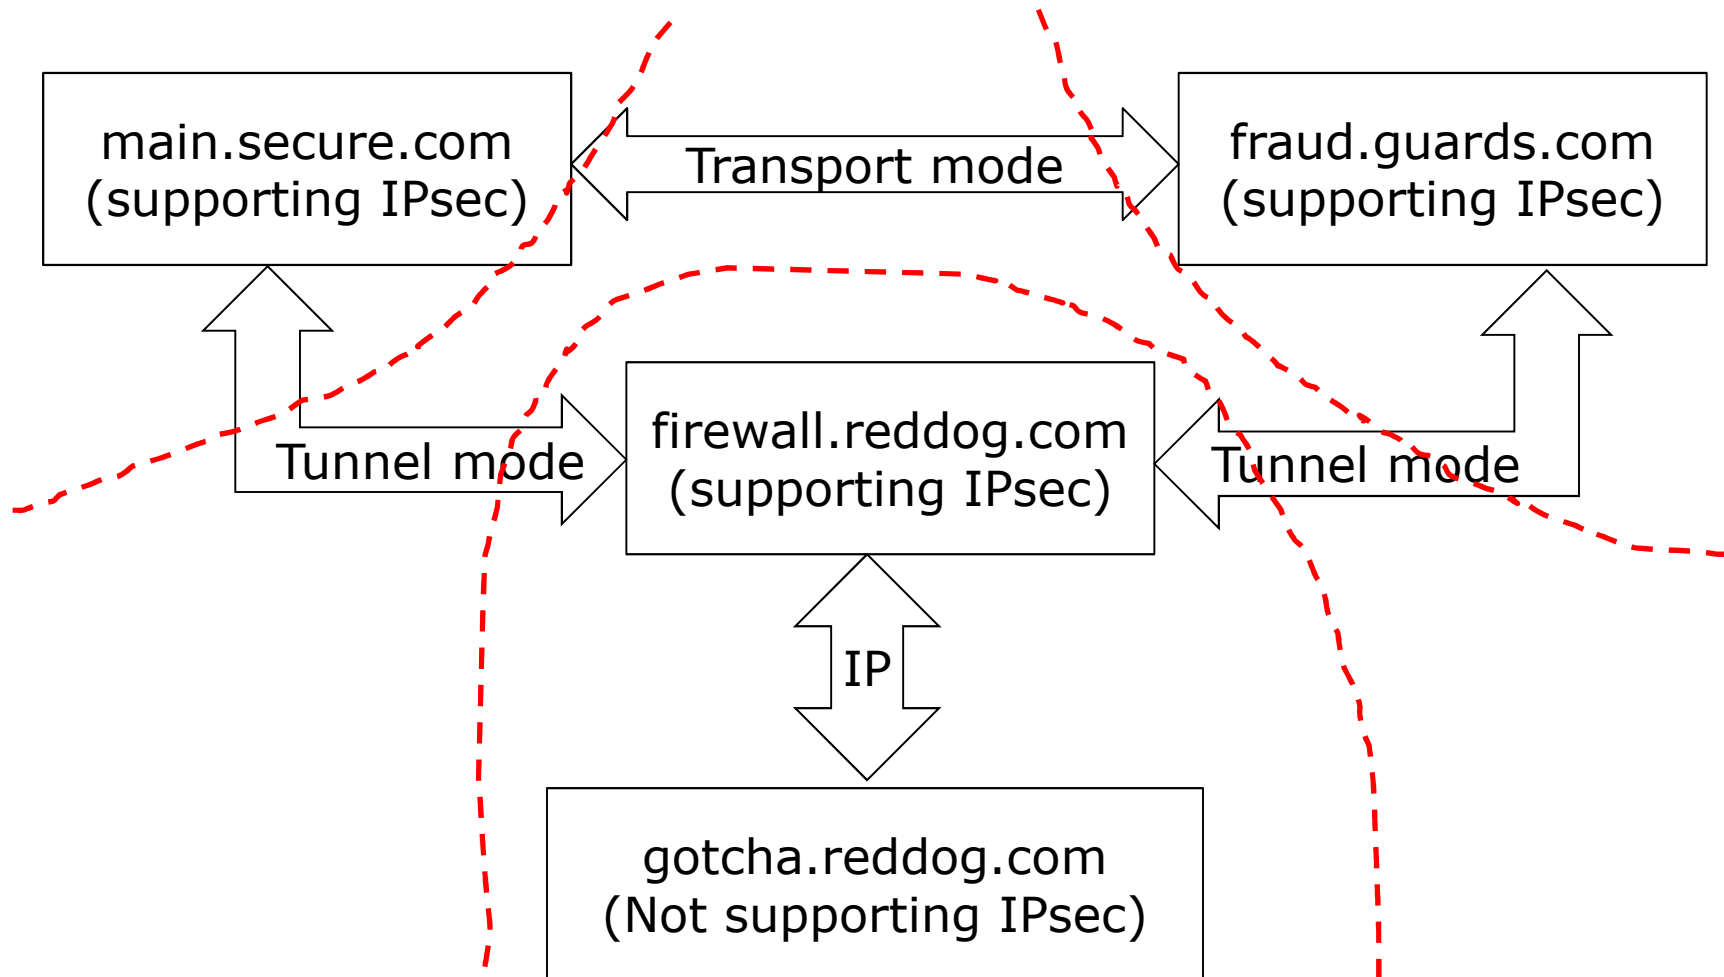 main.secure.com
(supporting IPsec)
Transport mode
fraud.guards.com
(supporting IPsec)
Tunnel mode
firewall.reddog.com
(supporting IPsec)
Tunnel mode
IP
gotcha.reddog.com
(Not supporting IPsec)